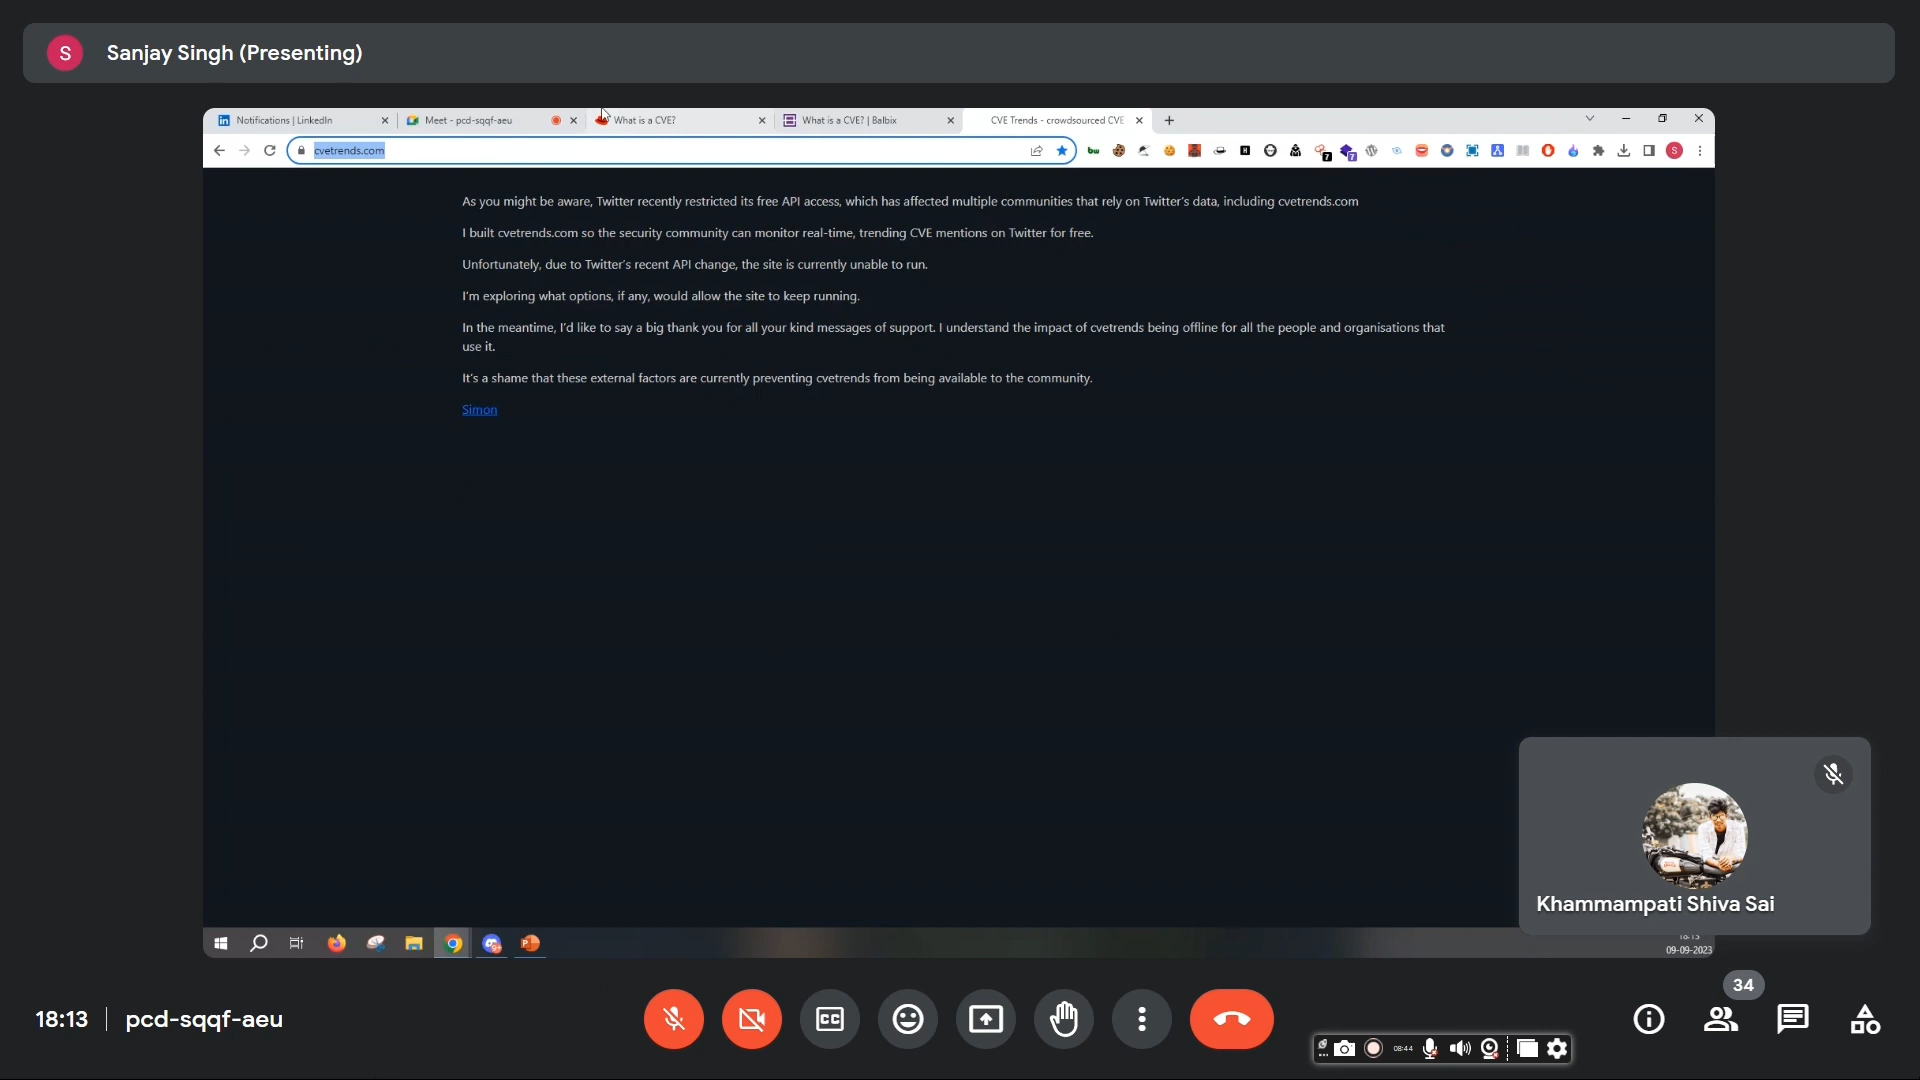 S
Sanjay Singh (Presenting)
Notifications | LinkedIn
Meet - pcd-sqqf-aeu
What is a CVE?
What is a CVE? | Balbix
CVE Trends - crowdsourced CVE
cvetrends.com
bw
H
7
7
S
As you might be aware, Twitter recently restricted its free API access, which has affected multiple communities that rely on Twitter's data, including cvetrends.com
I built cvetrends.com so the security community can monitor real-time, trending CVE mentions on Twitter for free.
Unfortunately, due to Twitter's recent API change, the site is currently unable to run.
I'm exploring what options, if any, would allow the site to keep running.
In the meantime, I'd like to say a big thank you for all your kind messages of support. I understand the impact of cvetrends being offline for all the people and organisations that
use it.
It's a shame that these external factors are currently preventing cvetrends from being available to the community.
Simon
Khammampati Shiva Sai
18:13
09-09-2023
34
18:13
pcd-sqqf-aeu
CC
08:44